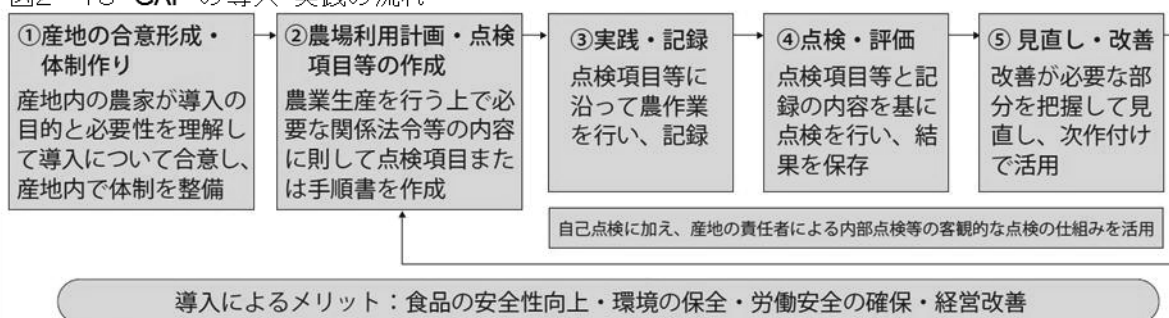 ①産地の合意形成・
体制作り
産地内の農家が導入の
目的と必要性を理解し
て導入について合意し、
産地内で体制を整備
②農場利用計画・点検
項目等の作成
農業生産を行う上で必
要な関係法令等の内容
に則して点検項目また
は手順書を作成
③実践・記録
点検項目等に
沿って農作業
を行い、記録
④点検・評価
点検項目等と記
録の内容を基に
点検を行い、結
果を保存
⑤ 見直し・改善
改善が必要な部
分を把握して見
直し、次作付け
で活用
自己点検に加え、産地の責任者による内部点検等の客観的な点検の仕組みを活用
導入によるメリット：食品の安全性向上・環境の保全・労働安全の確保・経営改善